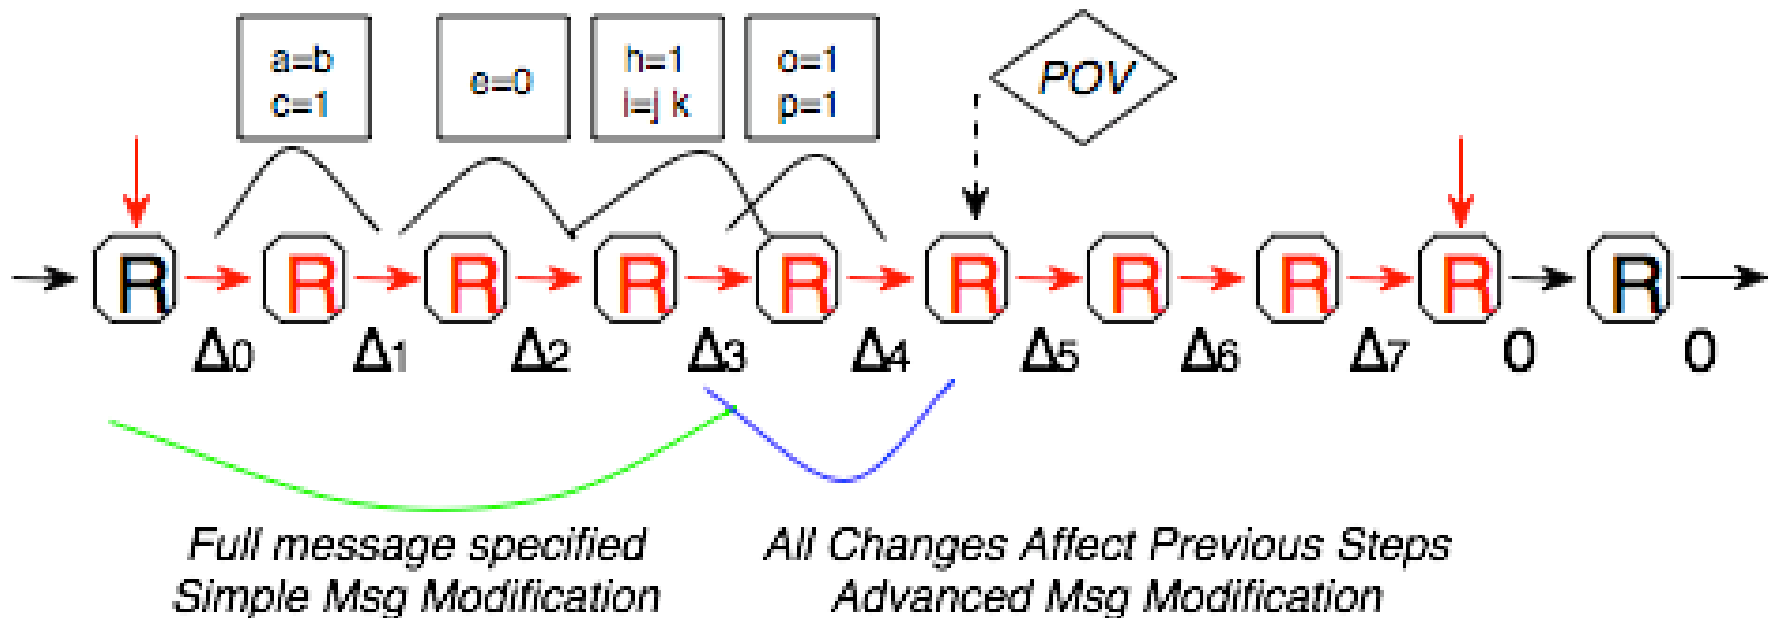 a=b
c=1
e=0
h=1
i=j k
o=1
p=1
POV
R R R R R R R R R R
Δ0 Δ1 Δ2 Δ3 Δ4 Δ5 Δ6 Δ7 0 0
Full message specified
Simple Msg Modification
All Changes Affect Previous Steps
Advanced Msg Modification